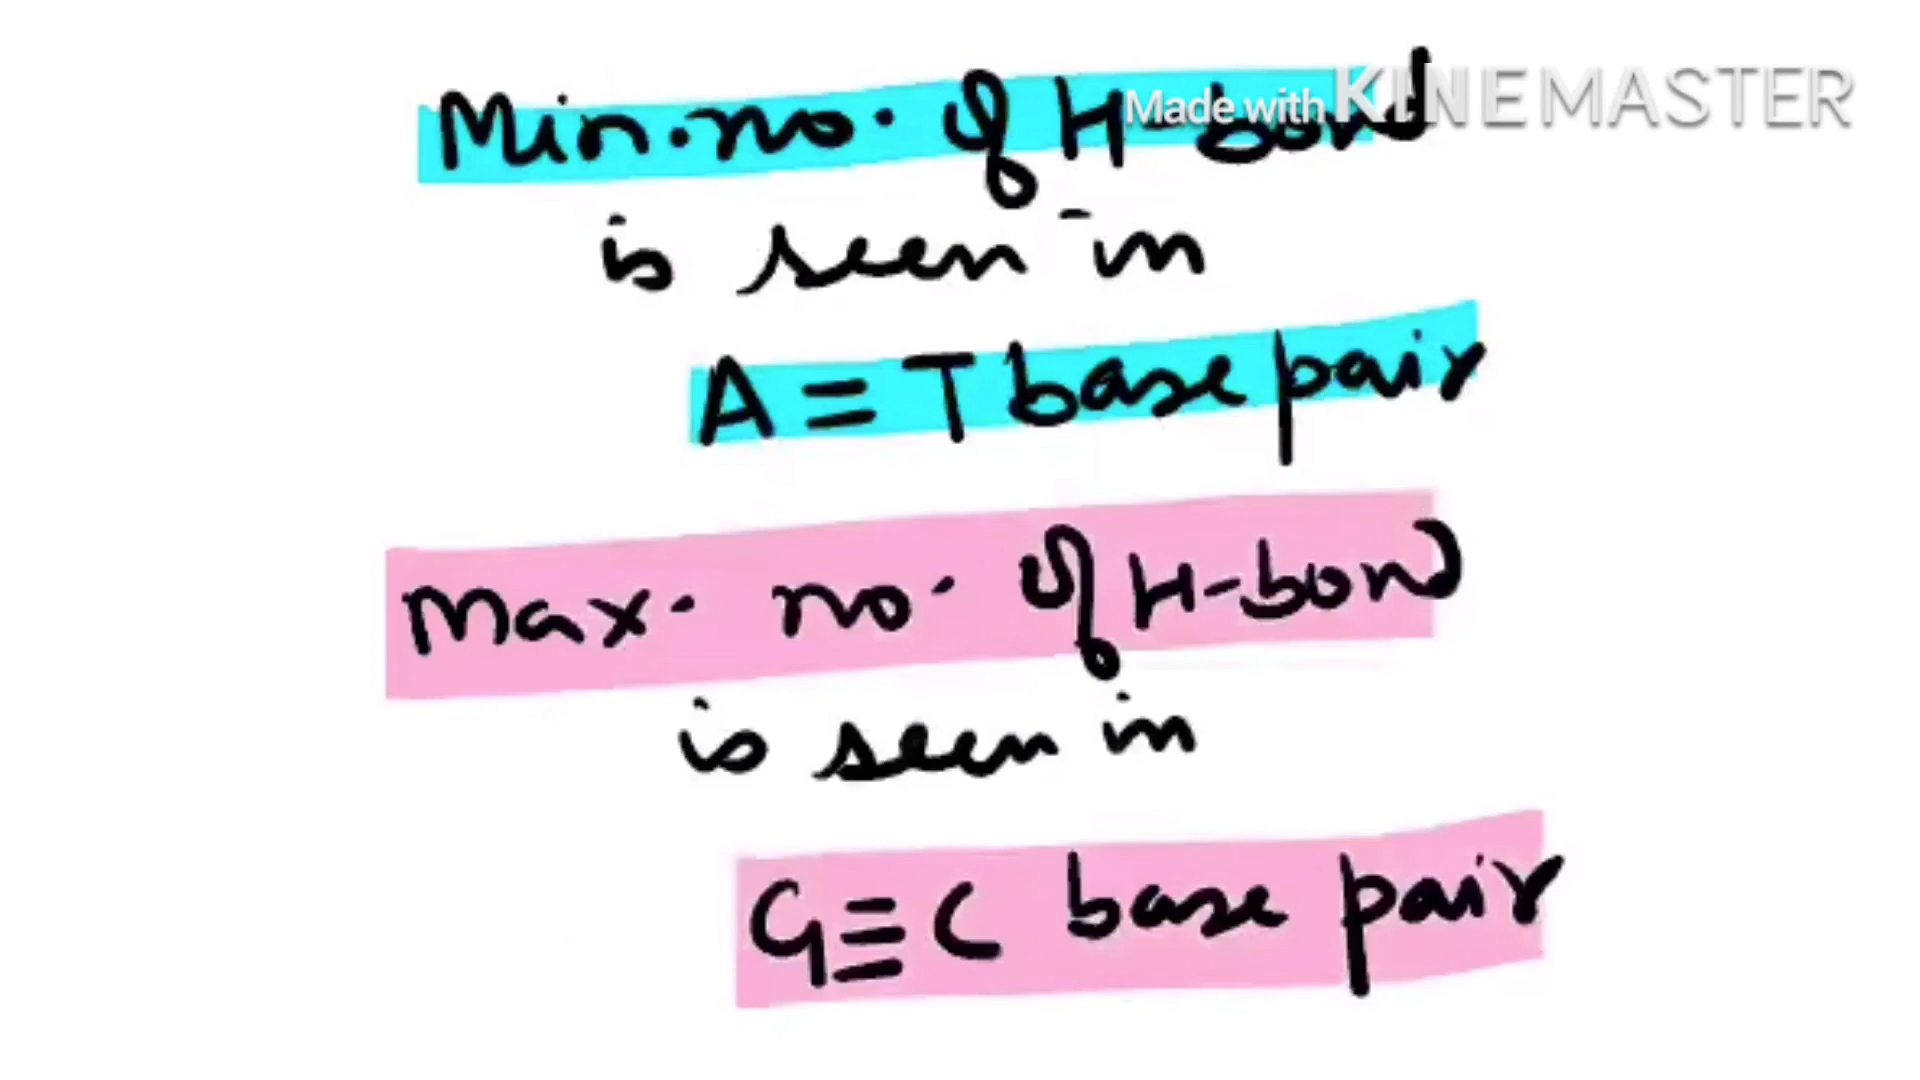 Min. no. of H-bond
Made with KINEMASTER
is seen in
A = T base pair
Max. no. of H-bond
is seen in
G≡C base pair